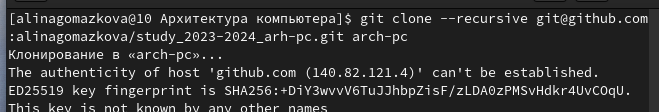 [alinagomazkova@10 Архитектура компьютера]$ git clone --recursive git@github.com
:alinagomazkova/study_2023-2024_arh-pc.git arch-pc
Клонирование в «arch-pc»...
The authenticity of host 'github.com (140.82.121.4)' can't be established.
ED25519 key fingerprint is SHA256:+DiY3wvvV6TuJJhbpZisF/zLDA0zPMSvHdkr4UvCOqU.
This key is not known by any other names